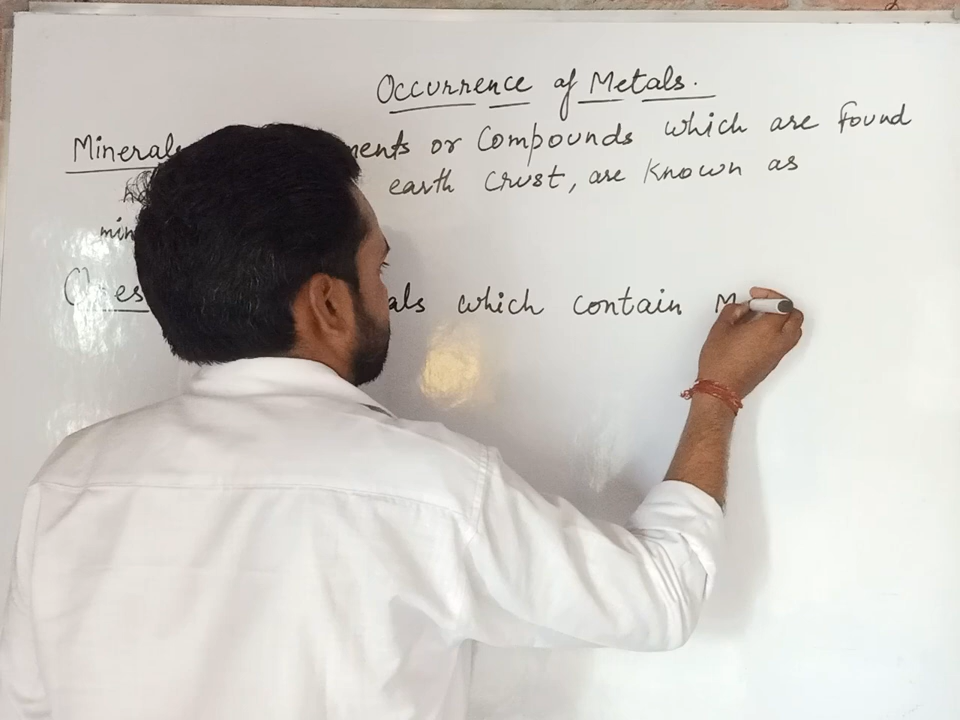 Occurrence of Metals.
Minerals ments or Compounds which are found
earth crust, are known as
min
Ores als which contain M